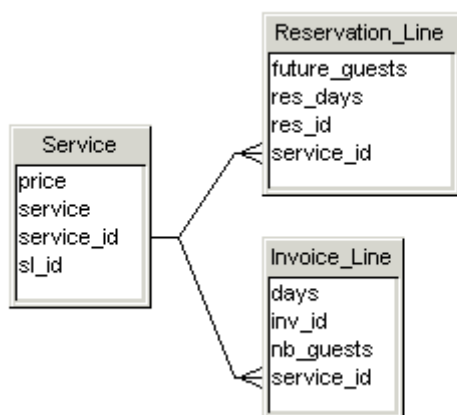 Service
price
service
service_id
sl_id
Reservation_Line
future_guests
res_days
res_id
service_id
Invoice_Line
days
inv_id
nb_guests
service_id